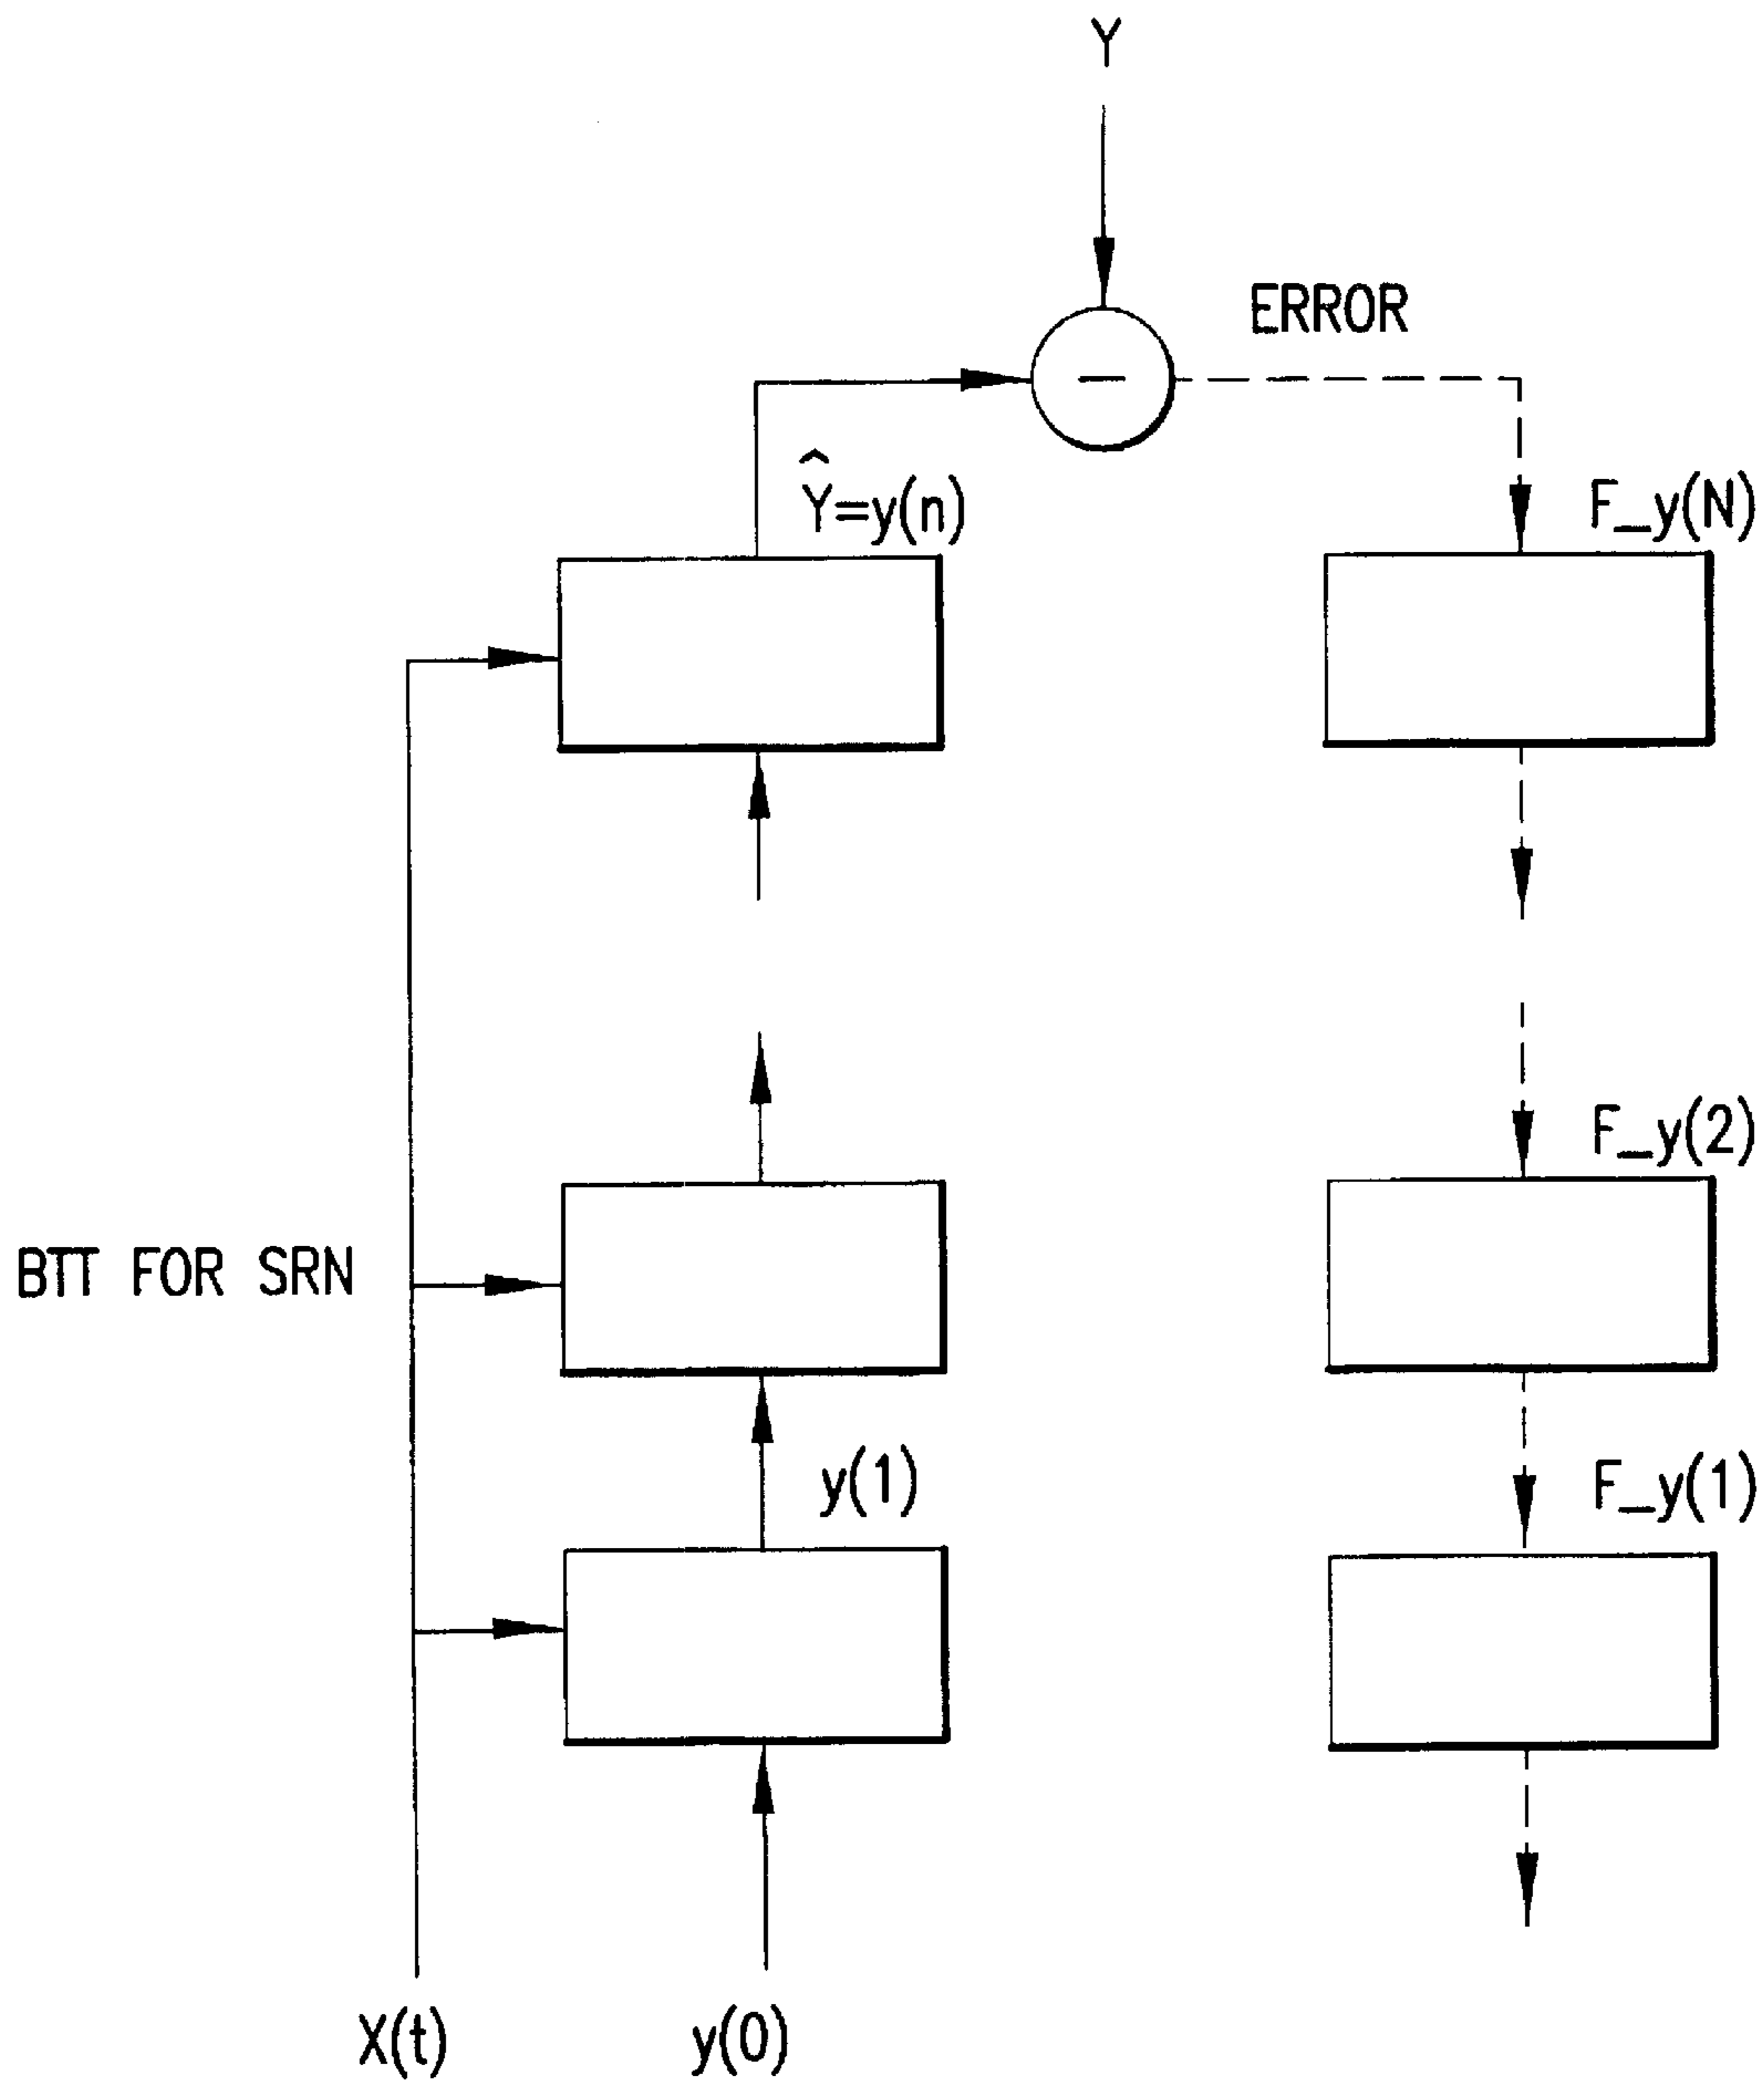 Y
ERROR
Ŷ=y(n)
F_y(N)
F_y(2)
BTT FOR SRN
y(1)
F_y(1)
X(t)
y(0)